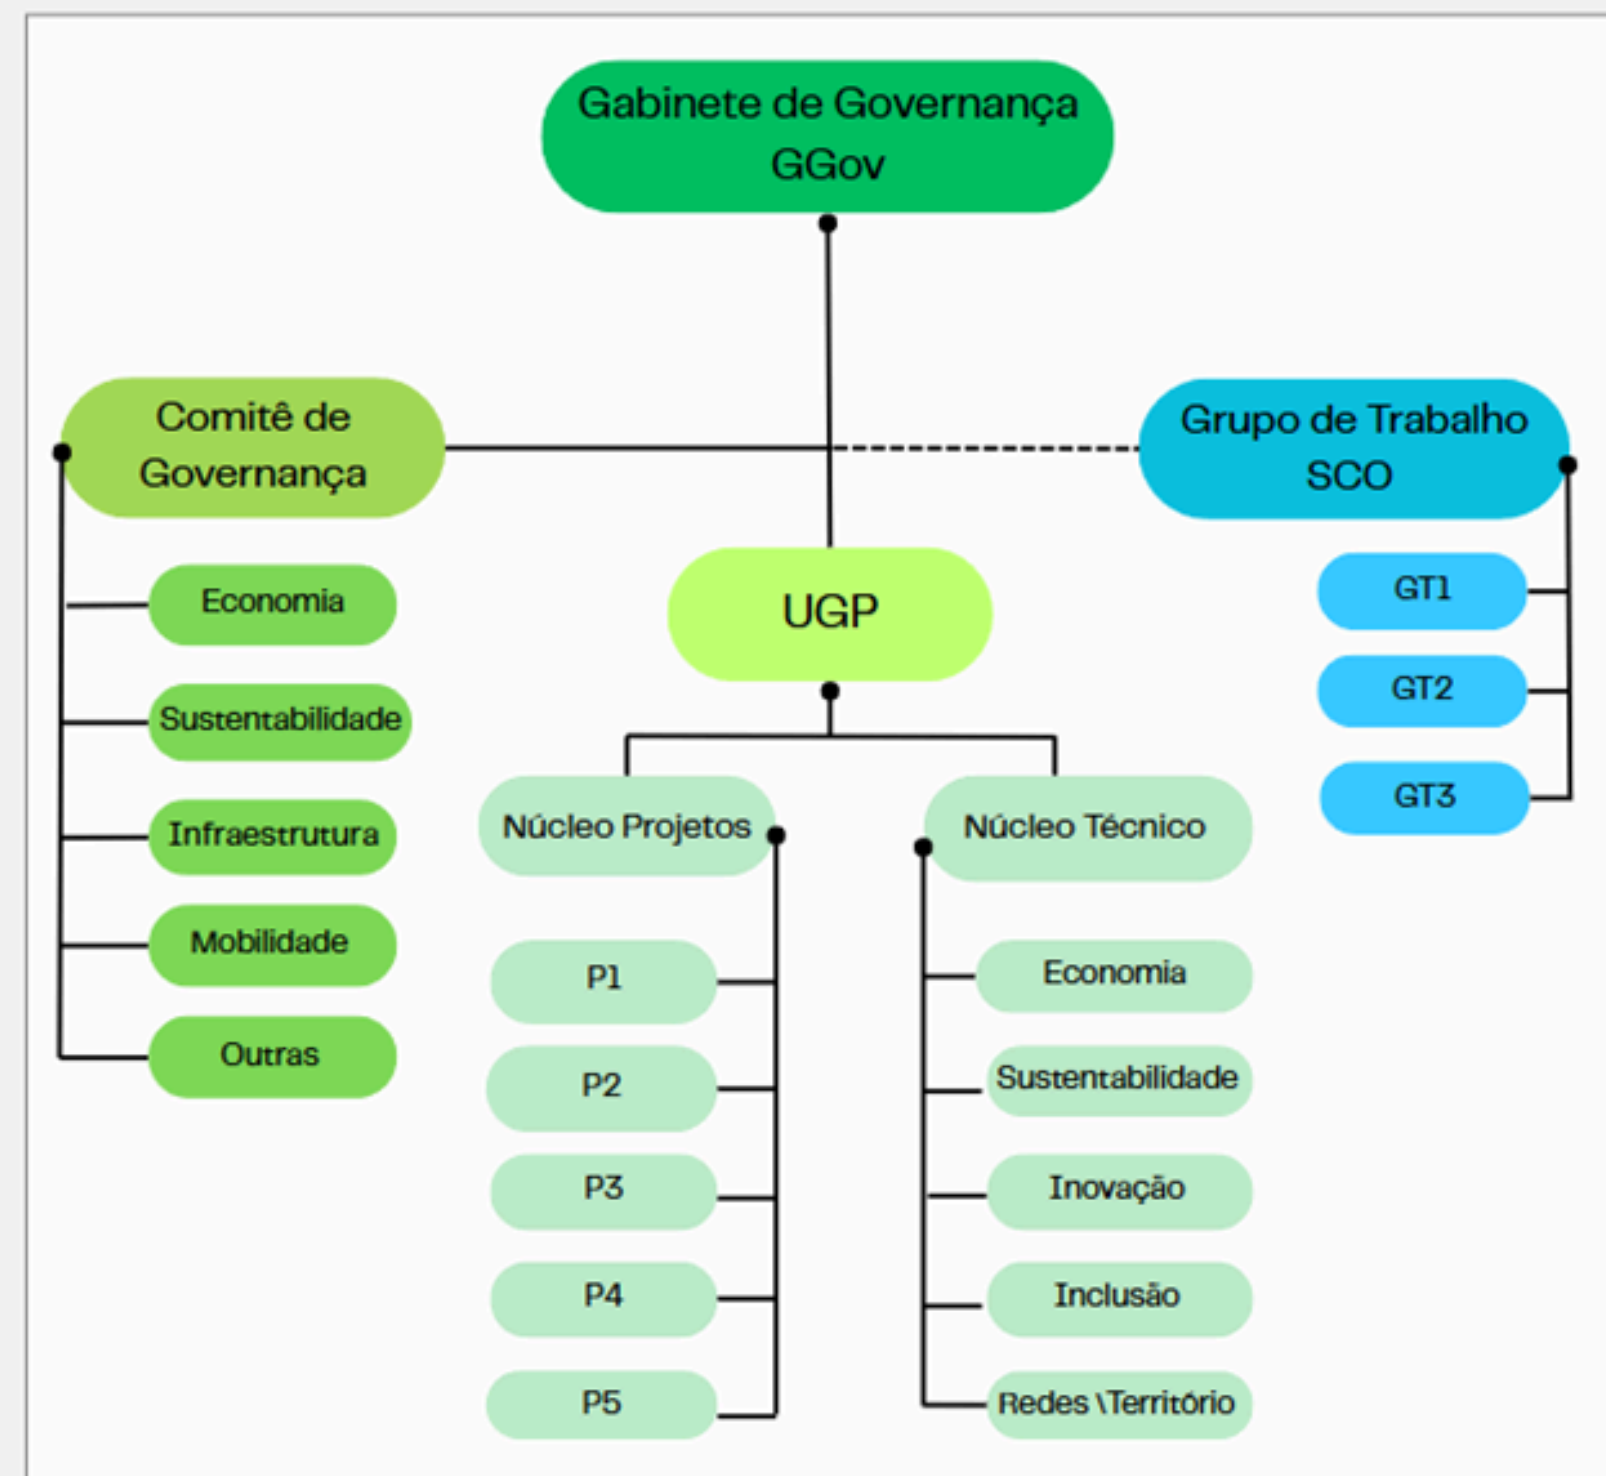 Gabinete de Governança
GGov
Comitê de
Governança
Economia
Sustentabilidade
Infraestrutura
Mobilidade
Outras
UGP
Núcleo Projetos
P1
P2
P3
P4
P5
Núcleo Técnico
Economia
Sustentabilidade
Inovação
Inclusão
Redes \Território
Grupo de Trabalho
SCO
GT1
GT2
GT3